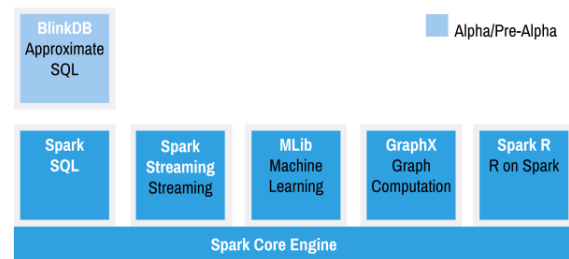 BlinkDB
Approximate
SQL
Alpha/Pre-Alpha
Spark
SQL
Spark
Streaming
Streaming
MLib
Machine
Learning
GraphX
Graph
Computation
Spark R
R on Spark
Spark Core Engine